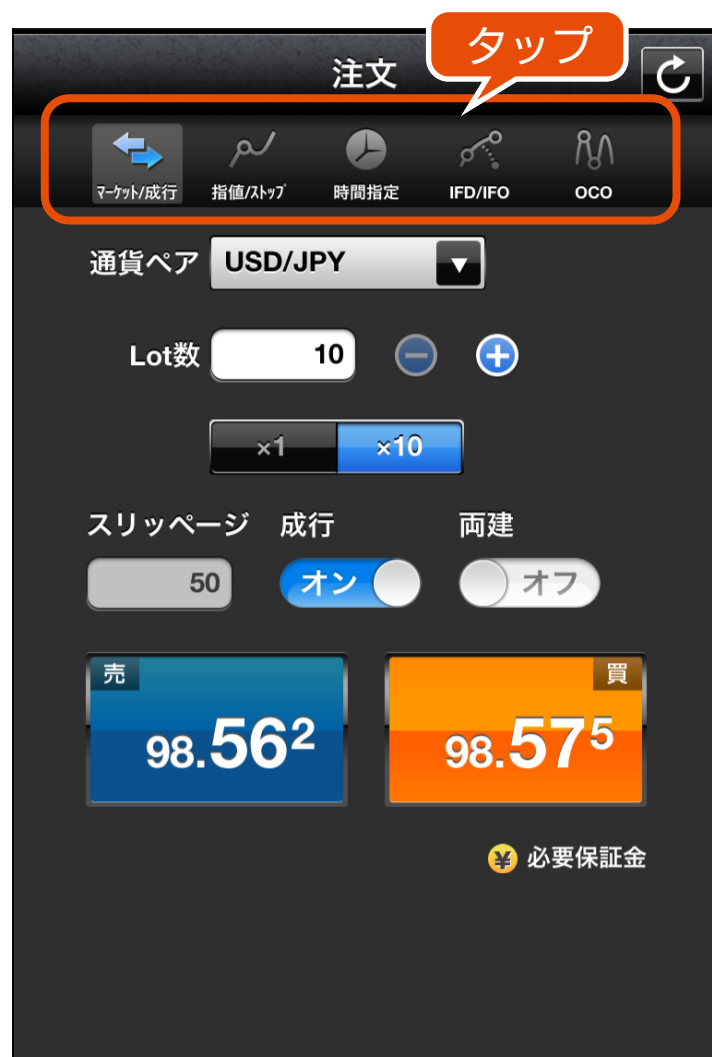 タップ
注文
マーケット/成行 指値/ストップ 時間指定 IFD/IFO OCO
通貨ペア USD/JPY
Lot数 10
×1 ×10
スリッページ 成行 両建
50 オン オフ
売 買
98.562 98.575
¥ 必要保証金